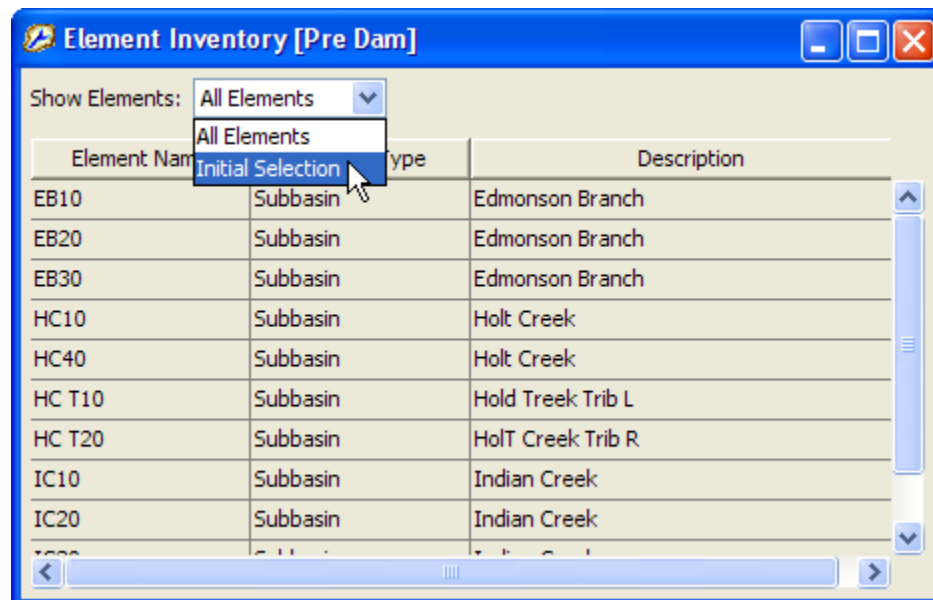 Element Inventory [Pre Dam]
Show Elements: All Elements
All Elements
Initial Selection
Element Nam ype Description
EB10 Subbasin Edmonson Branch
EB20 Subbasin Edmonson Branch
EB30 Subbasin Edmonson Branch
HC10 Subbasin Holt Creek
HC40 Subbasin Holt Creek
HC T10 Subbasin Hold Treek Trib L
HC T20 Subbasin HolT Creek Trib R
IC10 Subbasin Indian Creek
IC20 Subbasin Indian Creek